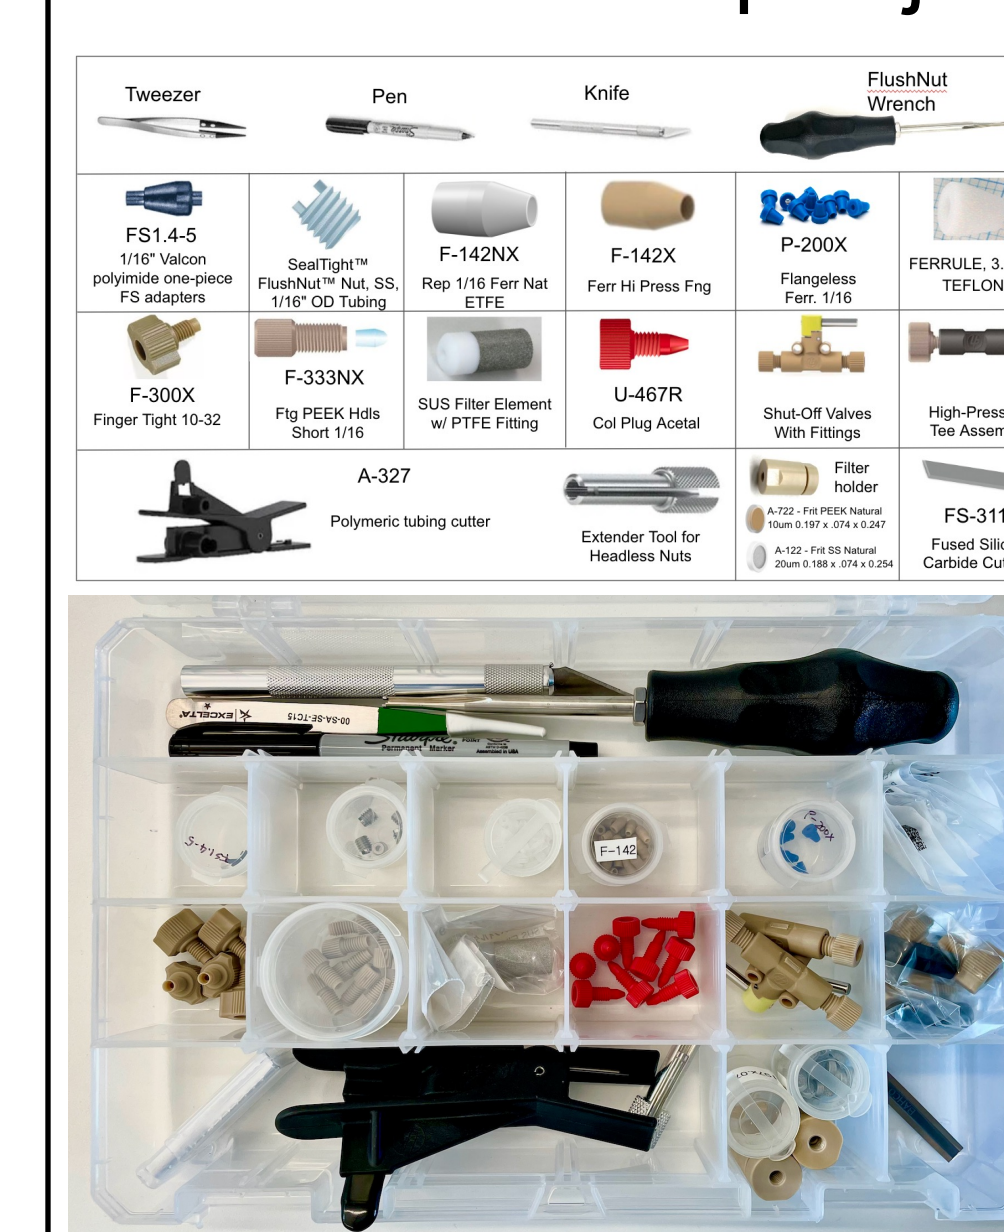 Tweezer
Pen
Knife
FlushNut
Wrench
FS1.4-5
1/16" Valcon
polyimide one-piece
FS adapters
SealTight™
FlushNut™ Nut, SS,
1/16" OD Tubing
F-142NX
Rep 1/16 Ferr Nat
ETFE
F-142X
Ferr Hi Press Fng
P-200X
Flangeless
Ferr. 1/16
FERRULE, 3.
TEFLON
F-300X
Finger Tight 10-32
F-333NX
Ftg PEEK Hdls
Short 1/16
SUS Filter Element
w/ PTFE Fitting
U-467R
Col Plug Acetal
Shut-Off Valves
With Fittings
High-Press
Tee Assem
A-327
Polymeric tubing cutter
Extender Tool for
Headless Nuts
Filter
holder
A-722 - Frit PEEK Natural
10um 0.197 x .074 x 0.247
A-122 - Frit SS Natural
20um 0.188 x .074 x 0.254
FS-311
Fused Silic
Carbide Cut
EXCELTA
00-SA-SE-TC15
Sharpie
Permanent Marker
POINT
Assembled in USA
FS1.4-5
F-142
P-200X